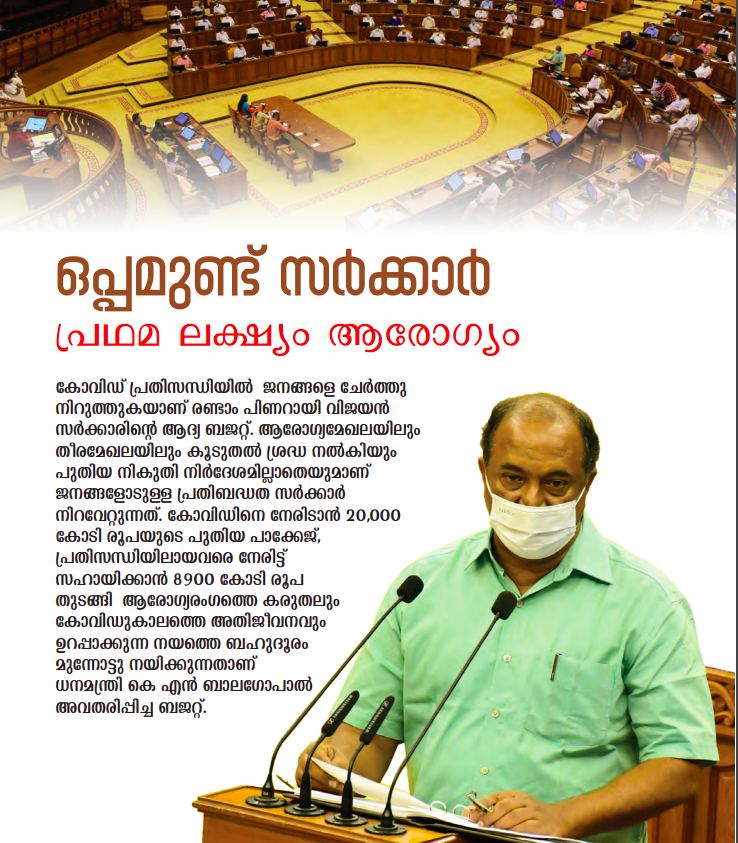 ഒപ്പമുണ്ട് സർക്കാർ
പ്രഥമ ലക്ഷ്യം ആരോഗ്യം
കോവിഡ് പ്രതിസന്ധിയിൽ ജനങ്ങളെ ചേർത്തു
നിറുത്തുകയാണ് രണ്ടാം പിണറായി വിജയൻ
സർക്കാരിന്റെ ആദ്യ ബജറ്റ്. ആരോഗ്യമേഖലയിലും
തീരമേഖലയിലും കൂടുതൽ ശ്രദ്ധ നൽകിയും
പുതിയ നികുതി നിർദേശമില്ലാതെയുമാണ്
ജനങ്ങളോടുള്ള പ്രതിബദ്ധത സർക്കാർ
നിറവേറ്റുന്നത്. കോവിഡിനെ നേരിടാൻ 20,000
കോടി രൂപയുടെ പുതിയ പാക്കേജ്,
പ്രതിസന്ധിയിലായവരെ നേരിട്ട്
സഹായിക്കാൻ 8900 കോടി രൂപ
തുടങ്ങി ആരോഗ്യരംഗത്തെ കരുതലും
കോവിഡുകാലത്തെ അതിജീവനവും
ഉറപ്പാക്കുന്ന നയത്തെ ബഹുദൂരം
മുന്നോട്ടു നയിക്കുന്നതാണ്
ധനമന്ത്രി കെ എൻ ബാലഗോപാൽ
അവതരിപ്പിച്ച ബജറ്റ്.